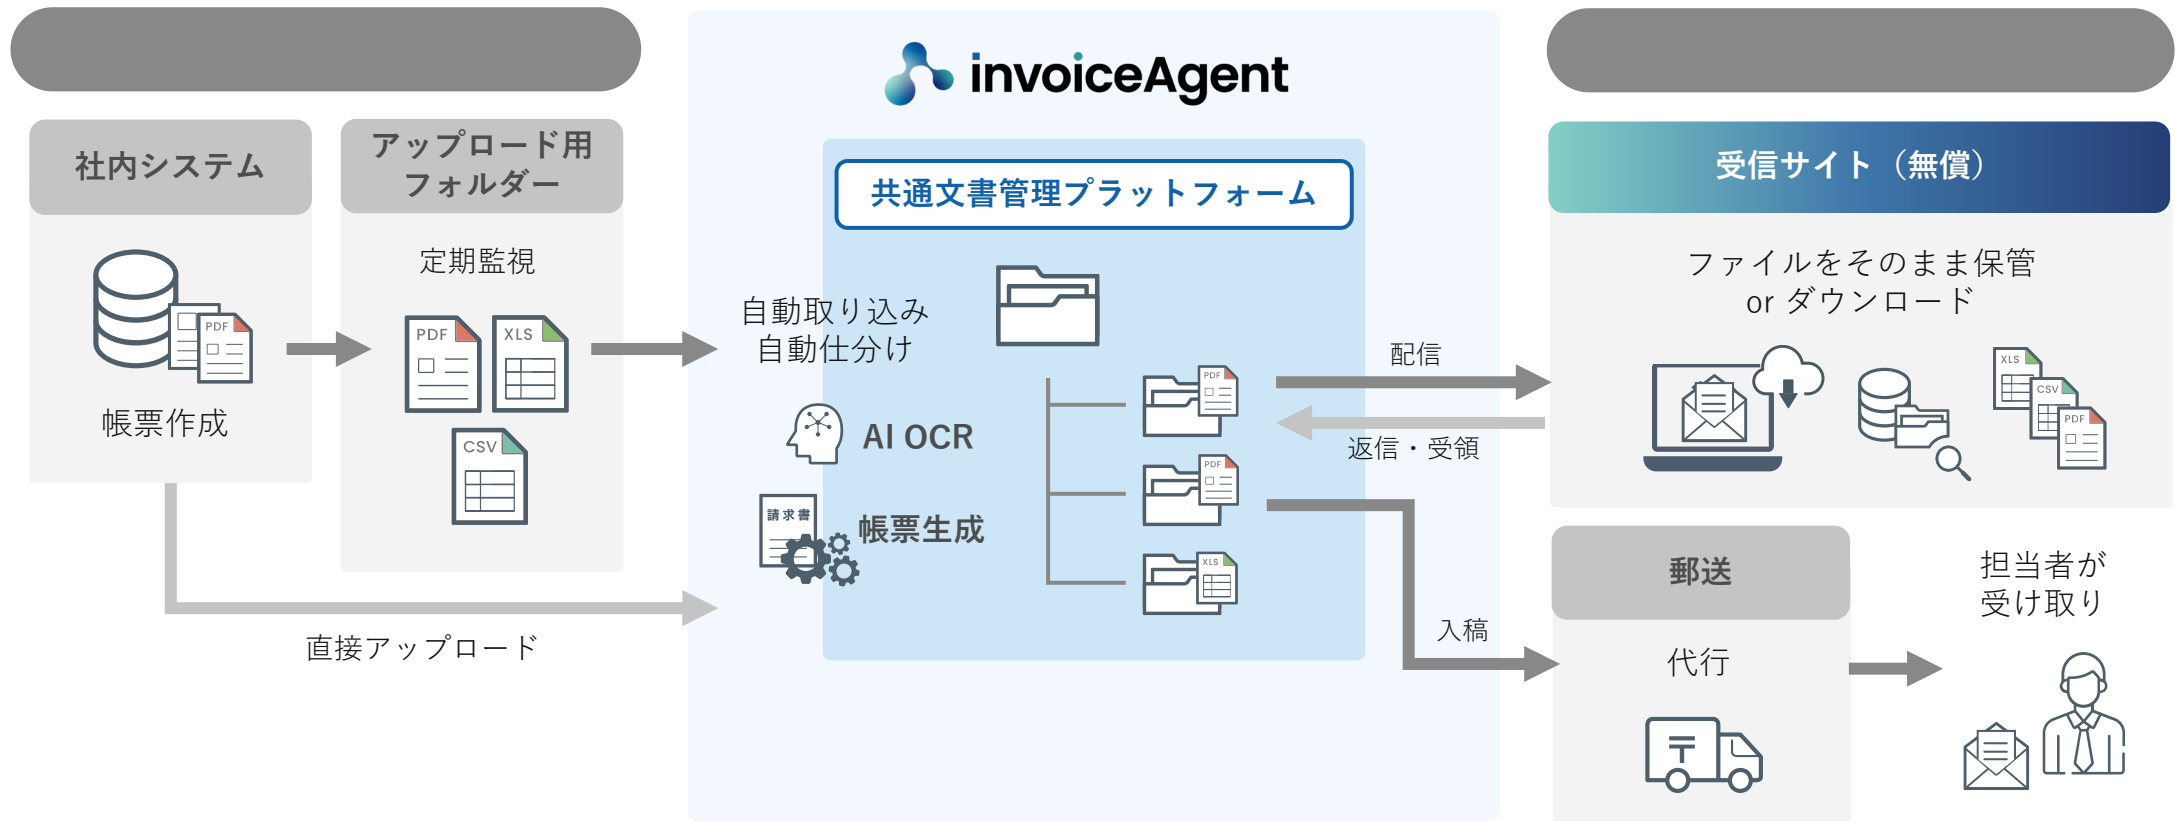 invoiceAgent
社内システム
帳票作成
PDF
アップロード用
フォルダー
定期監視
PDF
XLS
CSV
直接アップロード
共通文書管理プラットフォーム
自動取り込み
自動仕分け
AI OCR
請求書
帳票生成
PDF
PDF
XLS
配信
返信・受領
入稿
受信サイト（無償）
ファイルをそのまま保管
or ダウンロード
XLS
CSV
PDF
郵送
代行
〒
担当者が
受け取り